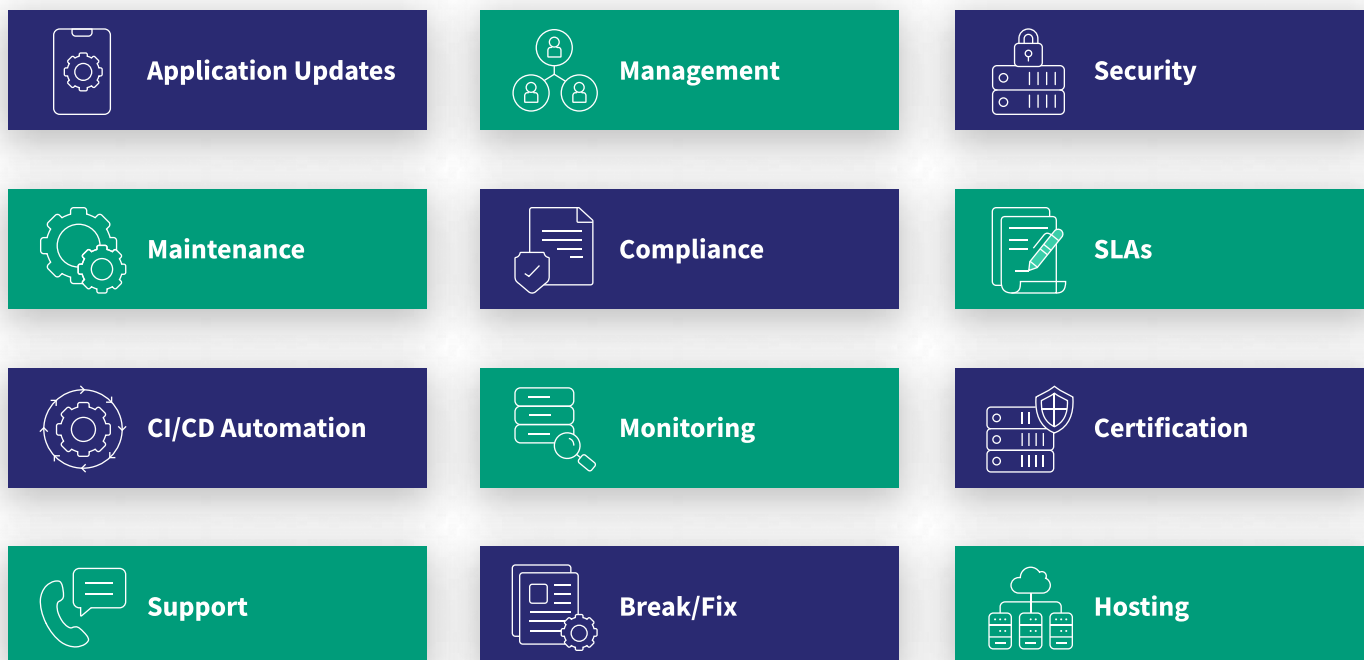 Application Updates
Management
Security
Maintenance
Compliance
SLAs
CI/CD Automation
Monitoring
Certification
Support
Break/Fix
Hosting